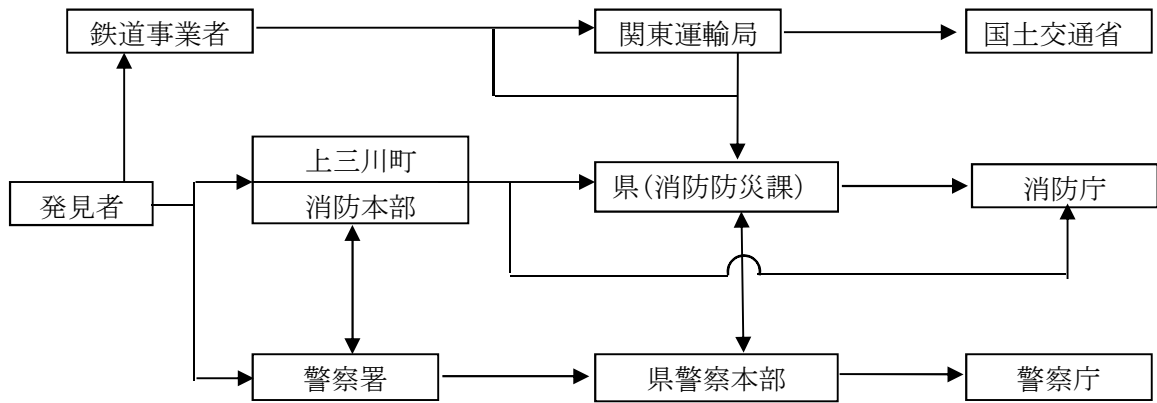 鉄道事業者
関東運輸局
国土交通省
上三川町
消防本部
県(消防防災課)
消防庁
発見者
警察署
県警察本部
警察庁